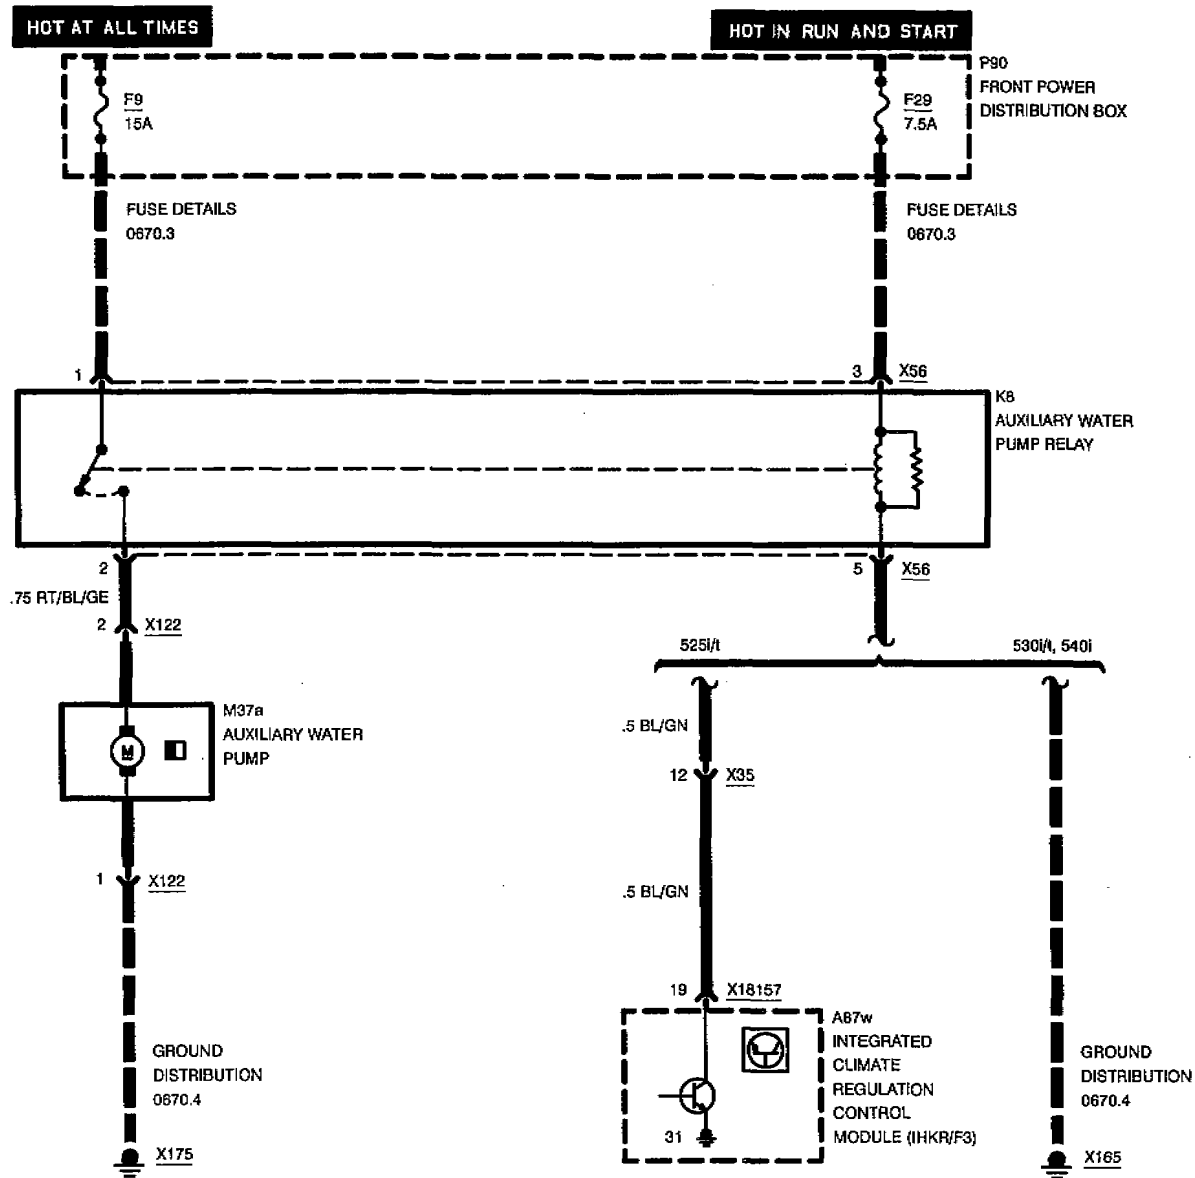 HOT AT ALL TIMES
HOT IN RUN AND START
P90
FRONT POWER
DISTRIBUTION BOX
F9
15A
F29
7.5A
FUSE DETAILS
0670.3
FUSE DETAILS
0670.3
1
3
X56
K8
AUXILIARY WATER
PUMP RELAY
2
5
X56
.75 RT/BL/GE
2
X122
525i/t
530i/t, 540i
M37a
AUXILIARY WATER
PUMP
M
.5 BL/GN
12
X35
1
X122
.5 BL/GN
19
X18157
A87w
INTEGRATED
CLIMATE
REGULATION
CONTROL
MODULE (IHKR/F3)
31
GROUND
DISTRIBUTION
0670.4
X175
GROUND
DISTRIBUTION
0670.4
X165